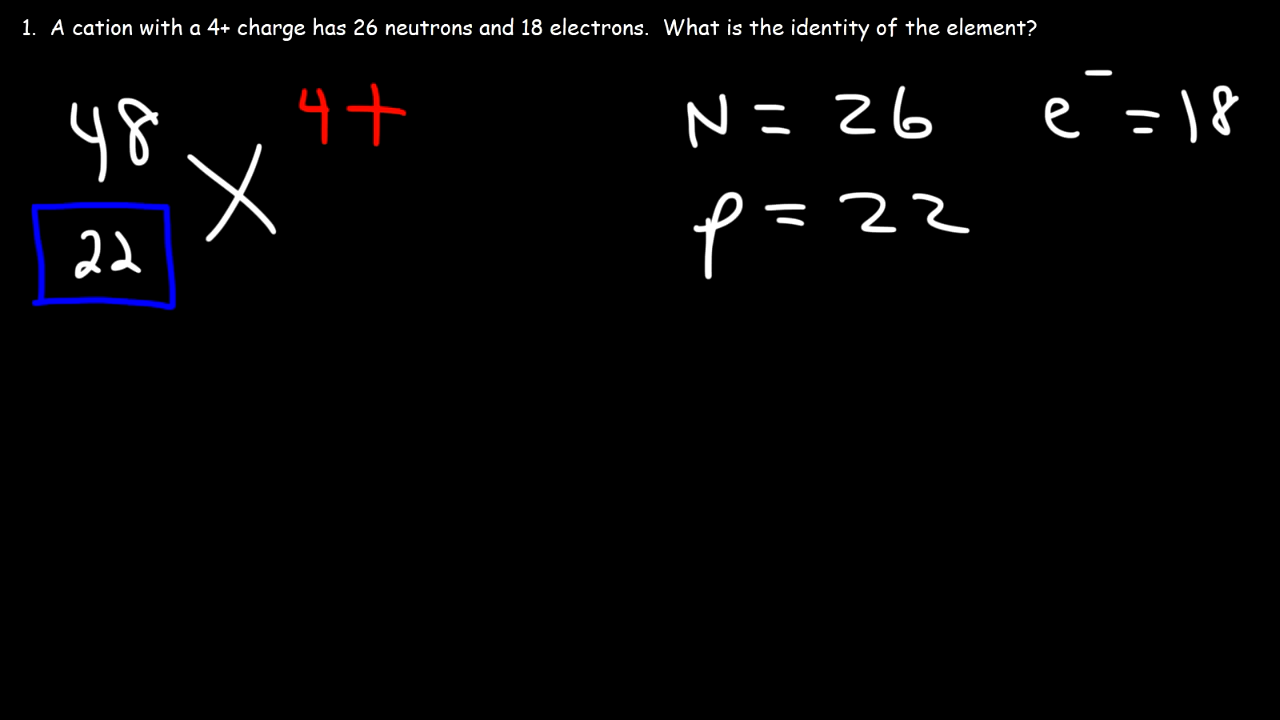 1. A cation with a 4+ charge has 26 neutrons and 18 electrons. What is the identity of the element?
48 X 4+
22
N = 26 e⁻ = 18
p = 22